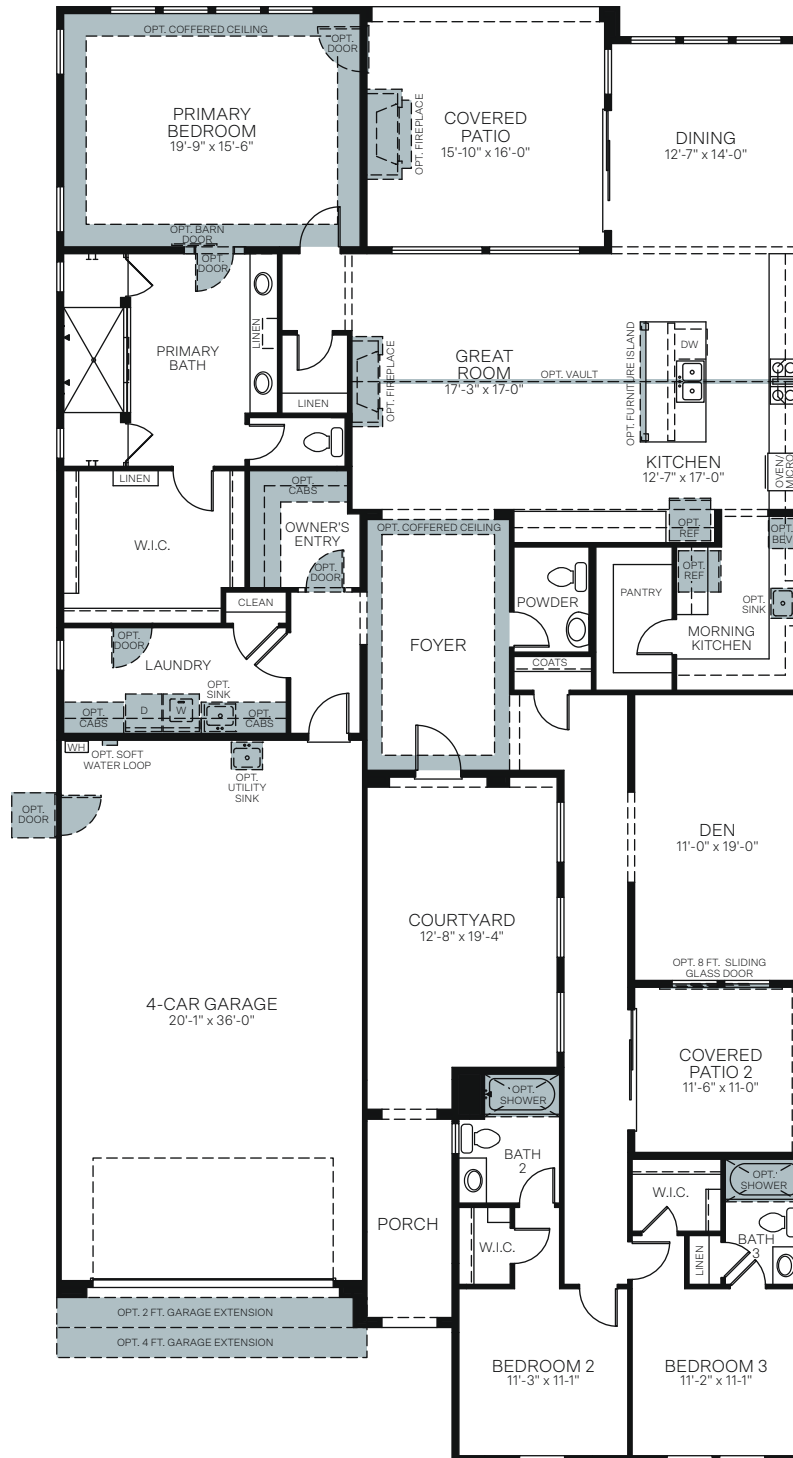 OPT. COFFERED CEILING
OPT.
DOOR
PRIMARY
BEDROOM
19'-9" x 15'-6"
OPT. FIREPLACE
COVERED
PATIO
15'-10" x 16'-0"
DINING
12'-7" x 14'-0"
OPT. BARN
DOOR
OPT.
DOOR
PRIMARY
BATH
LINEN
LINEN
OPT. FIREPLACE
GREAT
ROOM
17'-3" x 17'-0"
OPT. VAULT
OPT. FURNITURE ISLAND
DW
KITCHEN
12'-7" x 17'-0"
OVEN/
MICRO
LINEN
W.I.C.
OPT.
CABS
OWNER'S
ENTRY
OPT.
DOOR
OPT. COFFERED CEILING
FOYER
OPT.
REF
OPT.
BEV
POWDER
PANTRY
OPT.
REF
OPT.
SINK
MORNING
KITCHEN
CLEAN
COATS
OPT.
DOOR
LAUNDRY
OPT.
SINK
OPT.
CABS
D
W
OPT.
CABS
WH
OPT. SOFT
WATER LOOP
OPT.
UTILITY
SINK
OPT.
DOOR
DEN
11'-0" x 19'-0"
COURTYARD
12'-8" x 19'-4"
OPT. 8 FT. SLIDING
GLASS DOOR
4-CAR GARAGE
20'-1" x 36'-0"
COVERED
PATIO 2
11'-6" x 11-0"
OPT.
SHOWER
BATH
2
OPT.
SHOWER
W.I.C.
PORCH
W.I.C.
LINEN
BATH
3
OPT. 2 FT. GARAGE EXTENSION
OPT. 4 FT. GARAGE EXTENSION
BEDROOM 2
11'-3" x 11-1"
BEDROOM 3
11'-2" x 11-1"